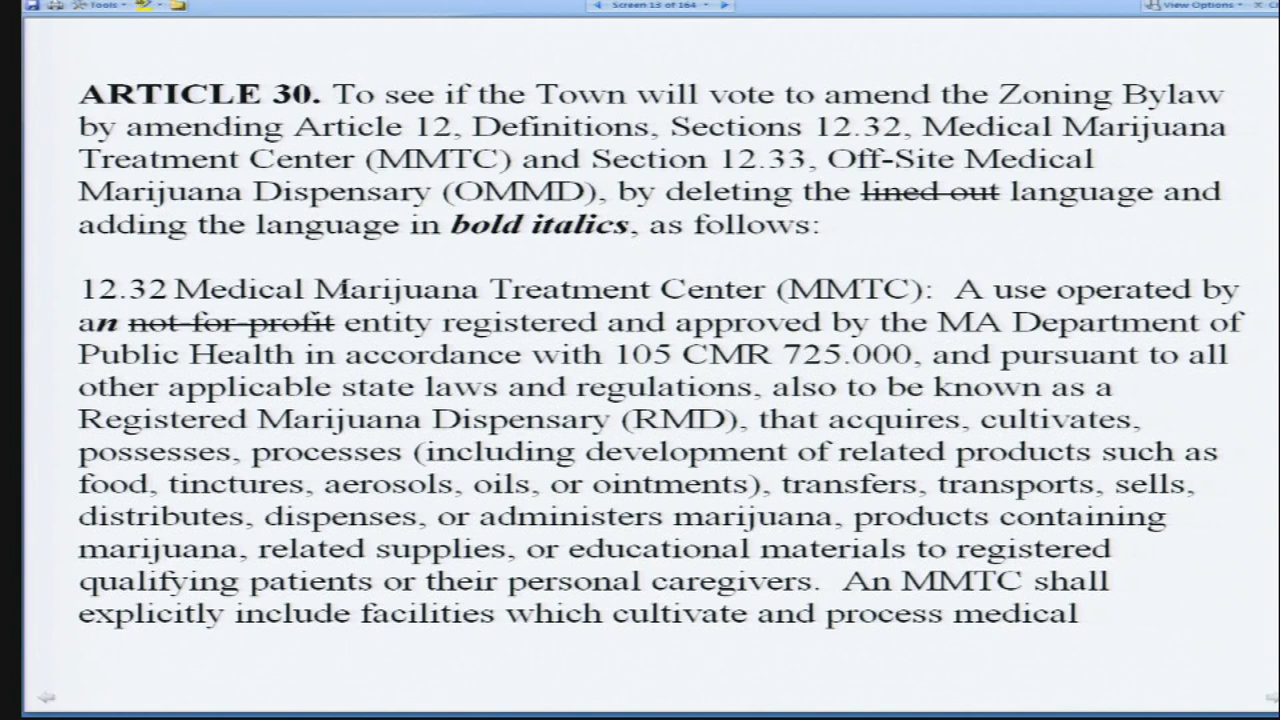 Tools
Screen 13 of 164
View Options
ARTICLE 30. To see if the Town will vote to amend the Zoning Bylaw
by amending Article 12, Definitions, Sections 12.32, Medical Marijuana
Treatment Center (MMTC) and Section 12.33, Off-Site Medical
Marijuana Dispensary (OMMD), by deleting the lined out language and
adding the language in bold italics, as follows:
12.32 Medical Marijuana Treatment Center (MMTC): A use operated by
an not-for-profit entity registered and approved by the MA Department of
Public Health in accordance with 105 CMR 725.000, and pursuant to all
other applicable state laws and regulations, also to be known as a
Registered Marijuana Dispensary (RMD), that acquires, cultivates,
possesses, processes (including development of related products such as
food, tinctures, aerosols, oils, or ointments), transfers, transports, sells,
distributes, dispenses, or administers marijuana, products containing
marijuana, related supplies, or educational materials to registered
qualifying patients or their personal caregivers. An MMTC shall
explicitly include facilities which cultivate and process medical